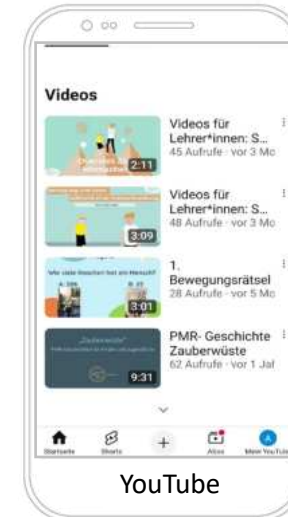 Videos
Videos für
Lehrer*innen: S...
45 Aufrufe · vor 3 Mo
2:11
Videos für
Lehrer*innen: S...
48 Aufrufe · vor 3 Mo
3:09
1.
Bewegungsrätsel
28 Aufrufe · vor 5 Mo
Wie viele Knochen hat ein Mensch?
3:01
PMR- Geschichte
Zauberwüste
62 Aufrufe · vor 1 Jah
„Zauberwüste“
9:31
Startseite Shorts Abos Mein YouTube
YouTube